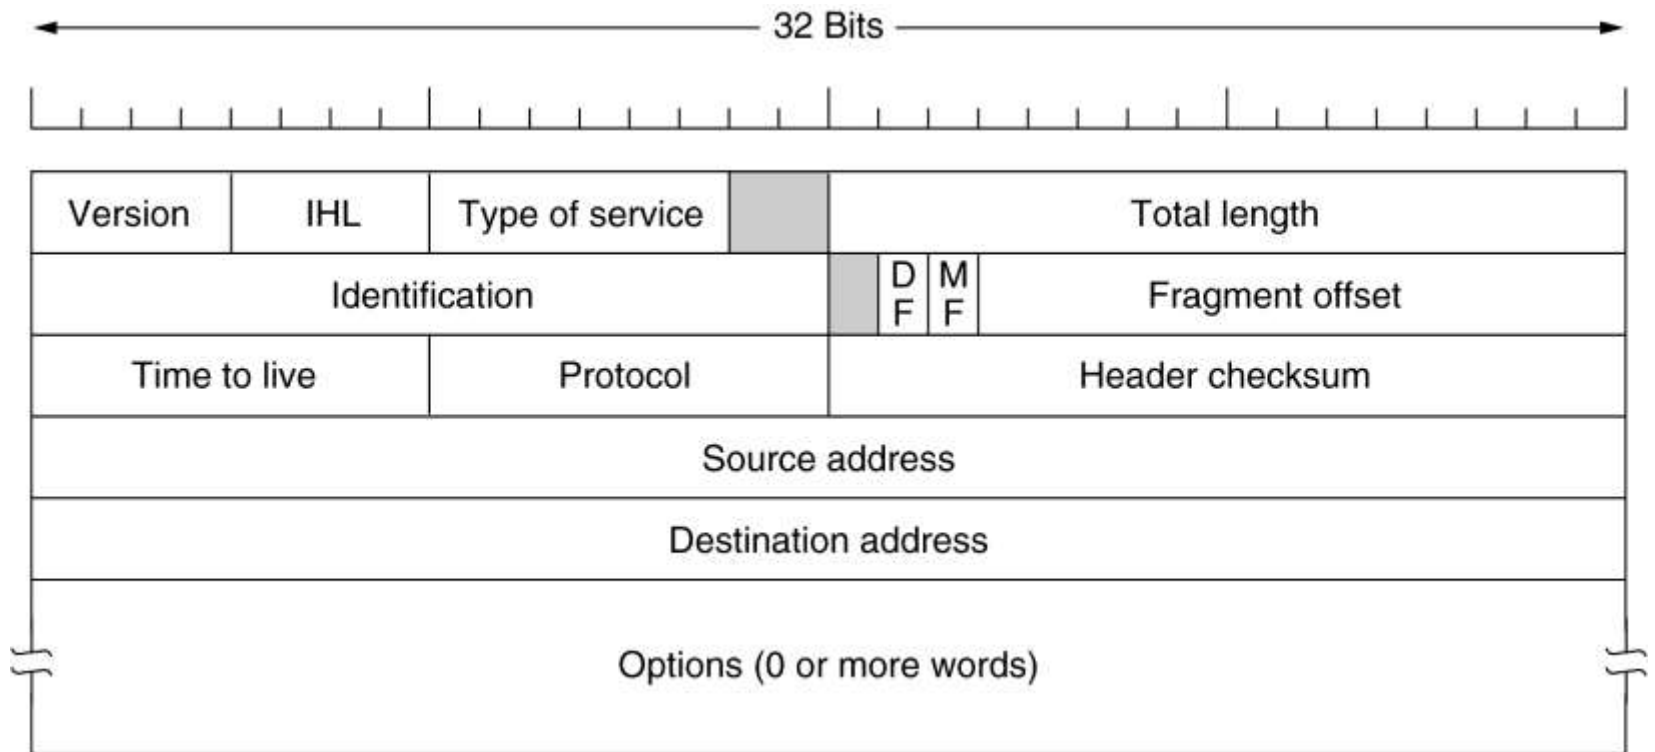 32 Bits
Version IHL Type of service Total length
Identification D F M F Fragment offset
Time to live Protocol Header checksum
Source address
Destination address
Options (0 or more words)